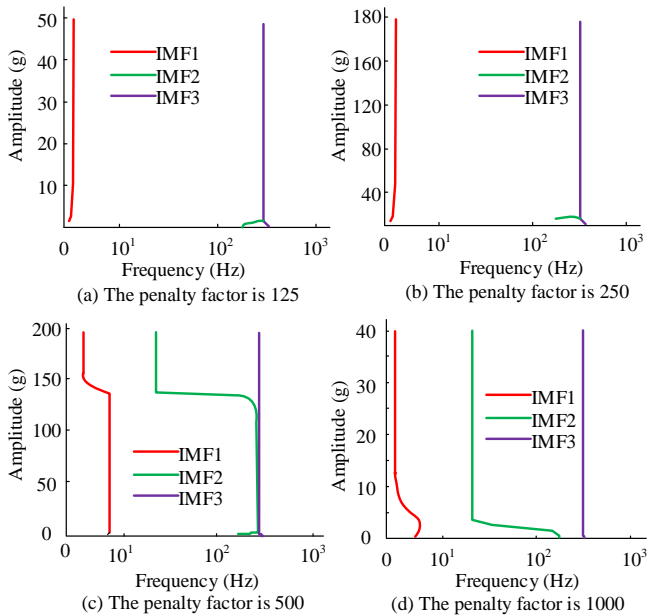 50
40
30
20
10
Amplitude (g)
IMF1
IMF2
IMF3
0
10¹
10²
10³
Frequency (Hz)
(a) The penalty factor is 125
180
140
100
60
20
Amplitude (g)
IMF1
IMF2
IMF3
0
10¹
10²
10³
Frequency (Hz)
(b) The penalty factor is 250
200
150
100
50
0
Amplitude (g)
IMF1
IMF2
IMF3
0
10¹
10²
10³
Frequency (Hz)
(c) The penalty factor is 500
40
30
20
10
0
Amplitude (g)
IMF1
IMF2
IMF3
0
10¹
10²
10³
Frequency (Hz)
(d) The penalty factor is 1000